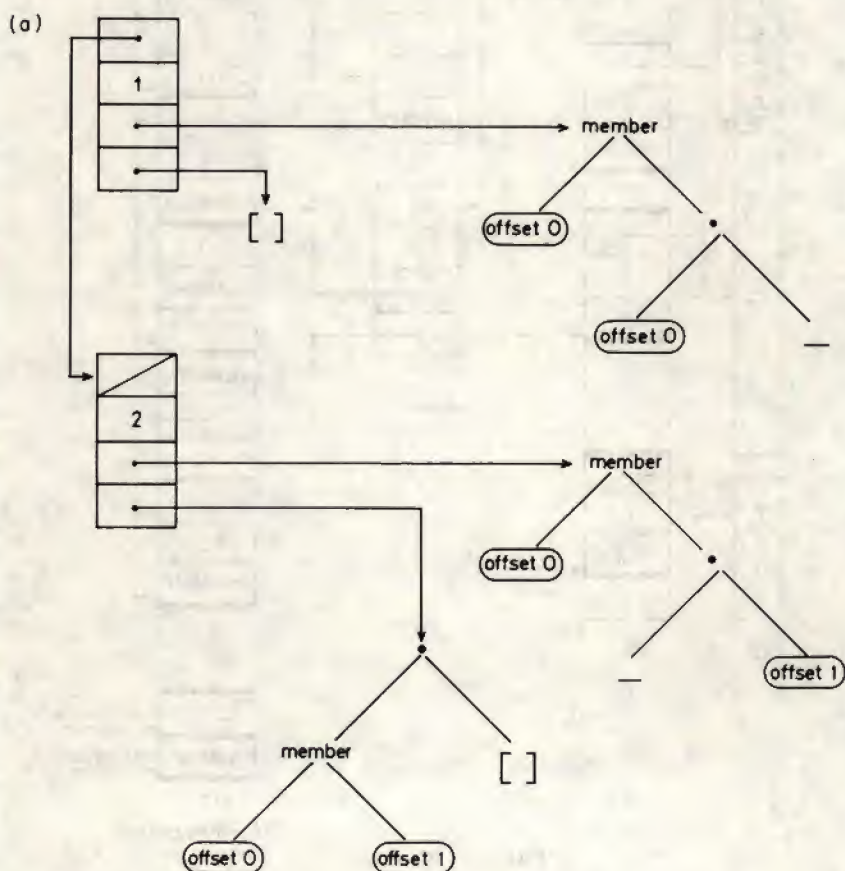 (a)
1
member
offset 0
[ ]
offset 0
2
member
offset 0
offset 1
member
[ ]
offset 0
offset 1